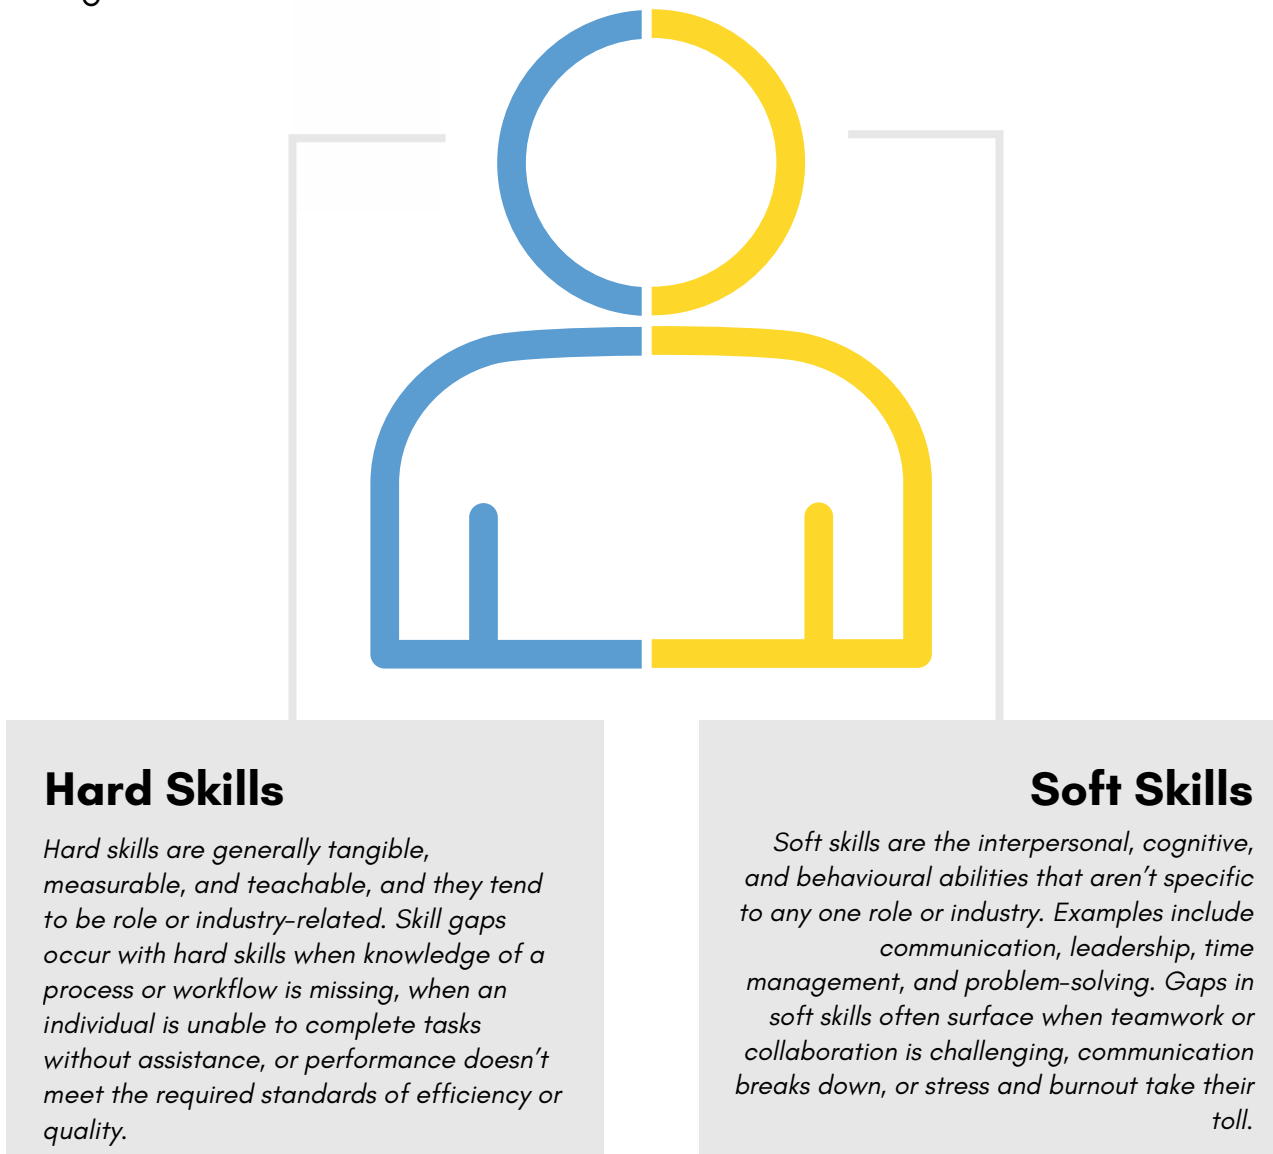 Hard Skills
Hard skills are generally tangible,
measurable, and teachable, and they tend
to be role or industry-related. Skill gaps
occur with hard skills when knowledge of a
process or workflow is missing, when an
individual is unable to complete tasks
without assistance, or performance doesn't
meet the required standards of efficiency or
quality.
Soft Skills
Soft skills are the interpersonal, cognitive,
and behavioural abilities that aren't specific
to any one role or industry. Examples include
communication, leadership, time
management, and problem-solving. Gaps in
soft skills often surface when teamwork or
collaboration is challenging, communication
breaks down, or stress and burnout take their
toll.